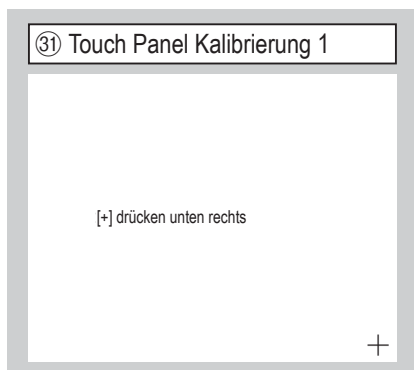 ㉛ Touch Panel Kalibrierung 1
[+] drücken unten rechts
+